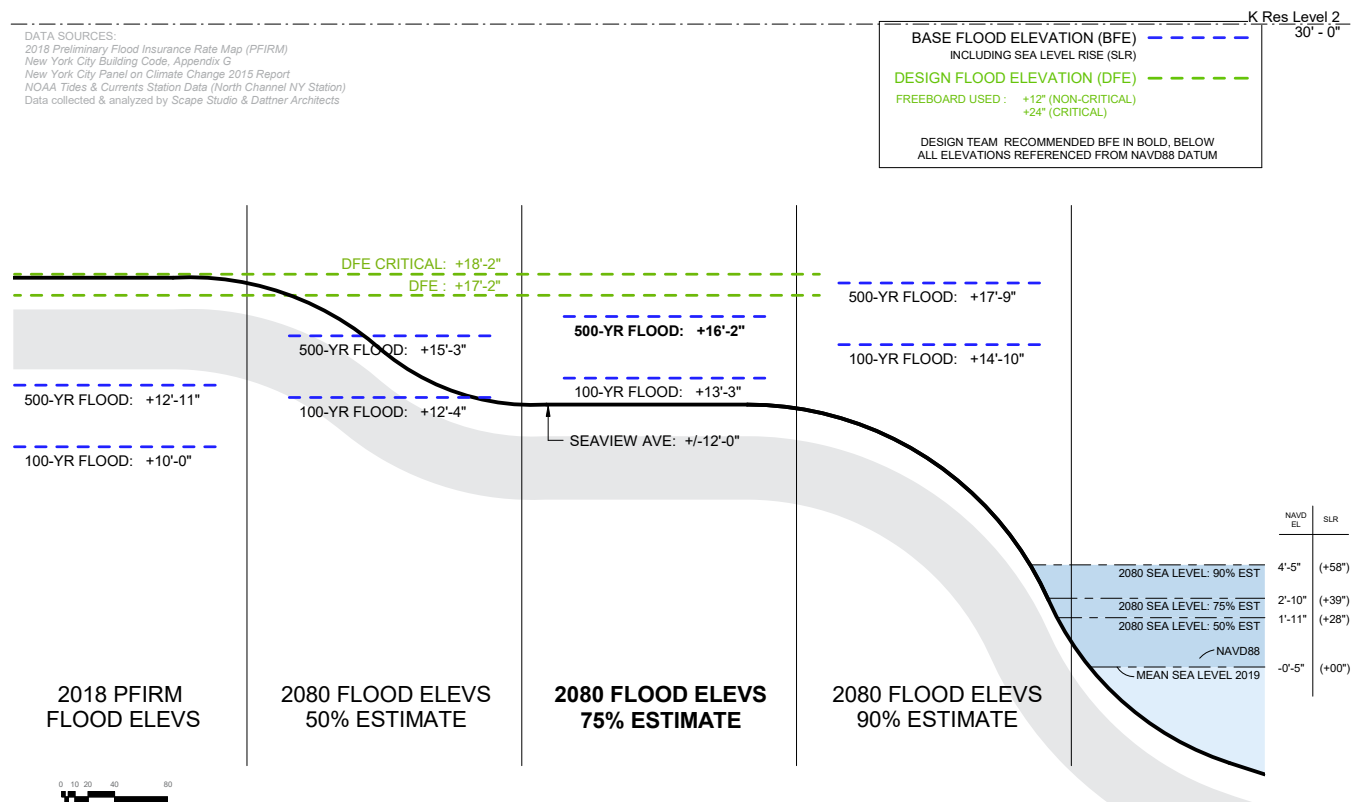 K Res Level 2
30' - 0"
DATA SOURCES:
2018 Preliminary Flood Insurance Rate Map (PFIRM)
New York City Building Code, Appendix G
New York City Panel on Climate Change 2015 Report
NOAA Tides & Currents Station Data (North Channel NY Station)
Data collected & analyzed by Scape Studio & Dattner Architects
BASE FLOOD ELEVATION (BFE)
INCLUDING SEA LEVEL RISE (SLR)
DESIGN FLOOD ELEVATION (DFE)
FREEBOARD USED : +12" (NON-CRITICAL)
+24" (CRITICAL)
DESIGN TEAM RECOMMENDED BFE IN BOLD, BELOW
ALL ELEVATIONS REFERENCED FROM NAVD88 DATUM
DFE CRITICAL: +18'-2"
DFE : +17'-2"
500-YR FLOOD: +12'-11"
100-YR FLOOD: +10'-0"
500-YR FLOOD: +15'-3"
100-YR FLOOD: +12'-4"
500-YR FLOOD: +16'-2"
100-YR FLOOD: +13'-3"
SEAVIEW AVE: +/-12'-0"
500-YR FLOOD: +17'-9"
100-YR FLOOD: +14'-10"
NAVD EL SLR
2080 SEA LEVEL: 90% EST 4'-5" (+58")
2080 SEA LEVEL: 75% EST 2'-10" (+39")
2080 SEA LEVEL: 50% EST 1'-11" (+28")
NAVD88
MEAN SEA LEVEL 2019 -0'-5" (+00")
2018 PFIRM
FLOOD ELEVS
2080 FLOOD ELEVS
50% ESTIMATE
2080 FLOOD ELEVS
75% ESTIMATE
2080 FLOOD ELEVS
90% ESTIMATE
0 10 20 40 80